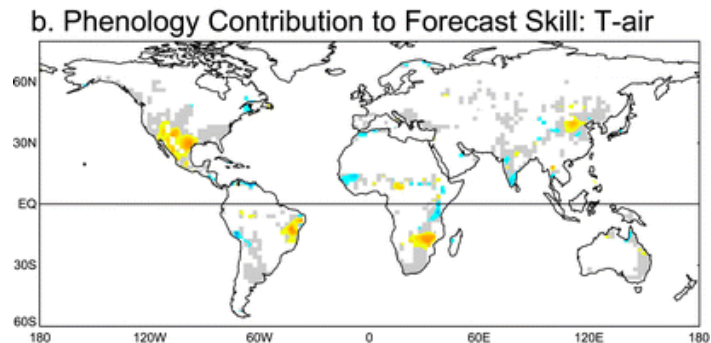 b. Phenology Contribution to Forecast Skill: T-air
60N
30N
EQ
30S
60S
180 120W 60W 0 60E 120E 180